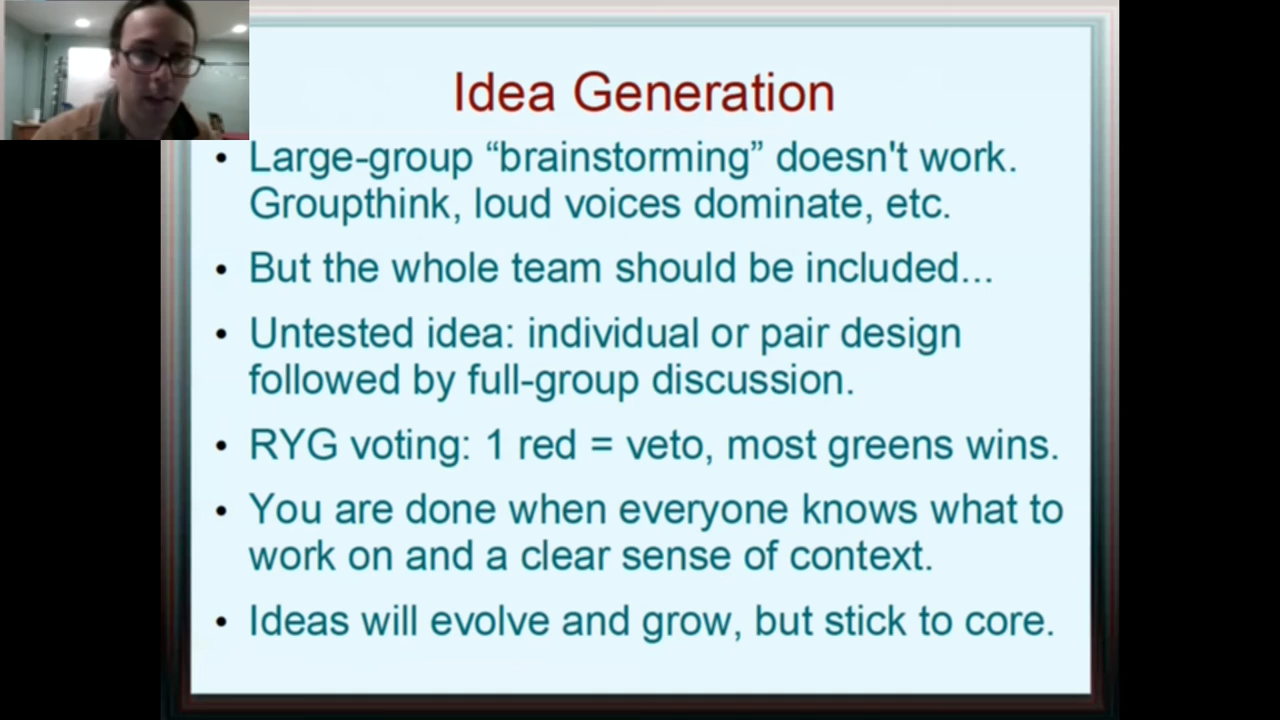 Idea Generation
• Large-group “brainstorming” doesn't work.
Groupthink, loud voices dominate, etc.
• But the whole team should be included...
• Untested idea: individual or pair design
followed by full-group discussion.
• RYG voting: 1 red = veto, most greens wins.
• You are done when everyone knows what to
work on and a clear sense of context.
• Ideas will evolve and grow, but stick to core.